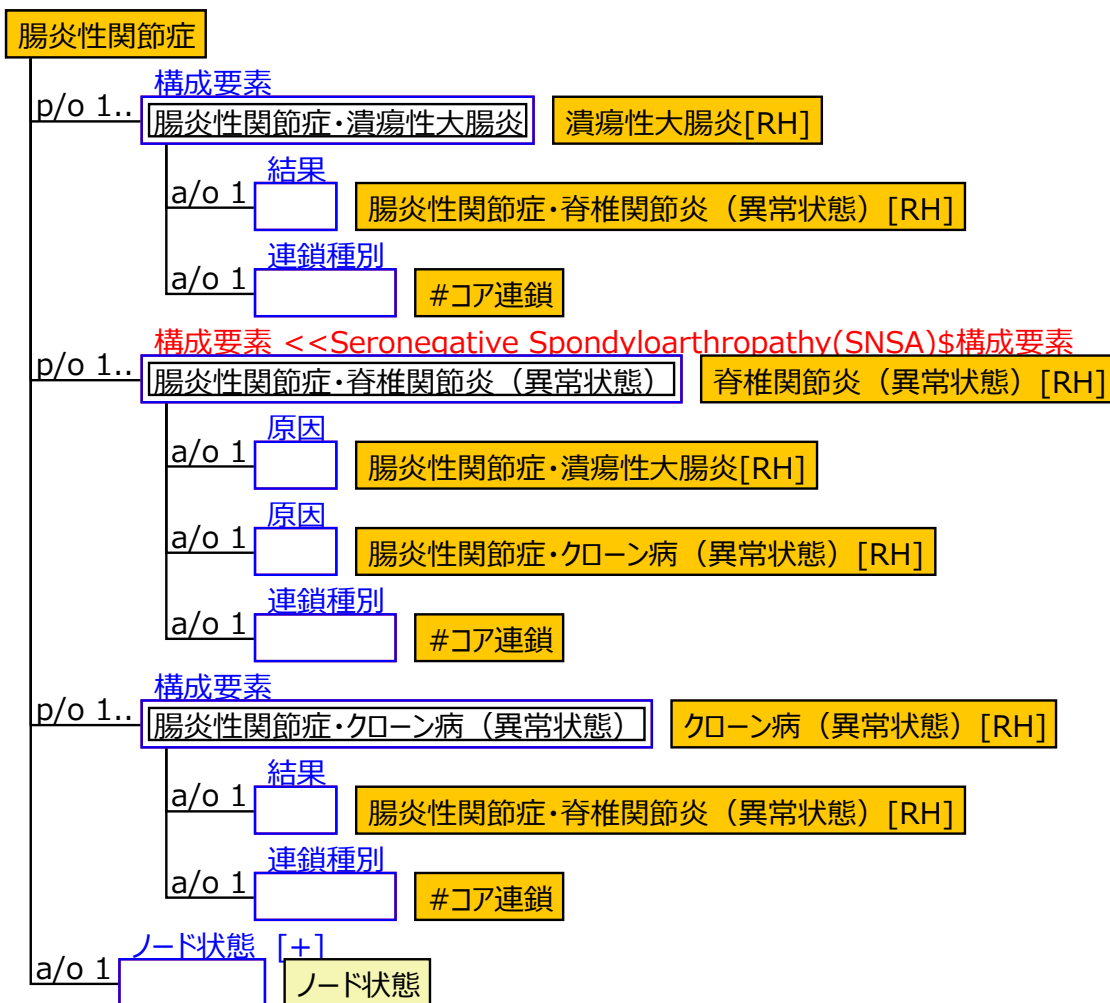 腸炎性関節症
構成要素
p/o 1.. 腸炎性関節症・潰瘍性大腸炎 潰瘍性大腸炎[RH]
結果
a/o 1 腸炎性関節症・脊椎関節炎（異常状態）[RH]
連鎖種別
a/o 1 #コア連鎖
構成要素 <<Seronegative Spondyloarthropathy(SNSA)$構成要素
p/o 1.. 腸炎性関節症・脊椎関節炎（異常状態） 脊椎関節炎（異常状態）[RH]
原因
a/o 1 腸炎性関節症・潰瘍性大腸炎[RH]
原因
a/o 1 腸炎性関節症・クローン病（異常状態）[RH]
連鎖種別
a/o 1 #コア連鎖
構成要素
p/o 1.. 腸炎性関節症・クローン病（異常状態） クローン病（異常状態）[RH]
結果
a/o 1 腸炎性関節症・脊椎関節炎（異常状態）[RH]
連鎖種別
a/o 1 #コア連鎖
ノード状態 [+]
a/o 1 ノード状態